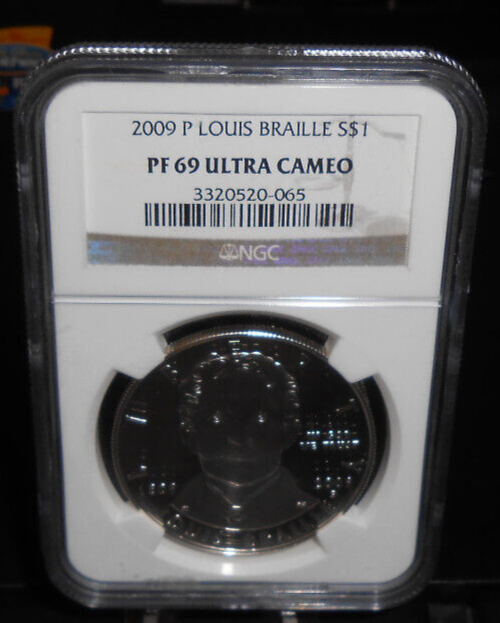 2009 P LOUIS BRAILLE S$1
PF 69 ULTRA CAMEO
3320520-065
NGC